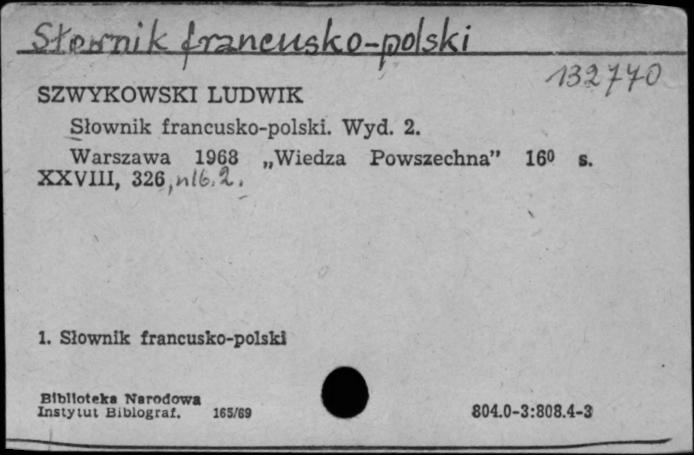 Słownik francusko-polski
132770
SZWYKOWSKI LUDWIK
Słownik francusko-polski. Wyd. 2.
Warszawa 1968 „Wiedza Powszechna” 16⁰ s.
XXVIII, 326, nlb. 2.
1. Słownik francusko-polski
Biblioteka Narodowa
Instytut Bibliograf. 165/69
804.0-3:808.4-3